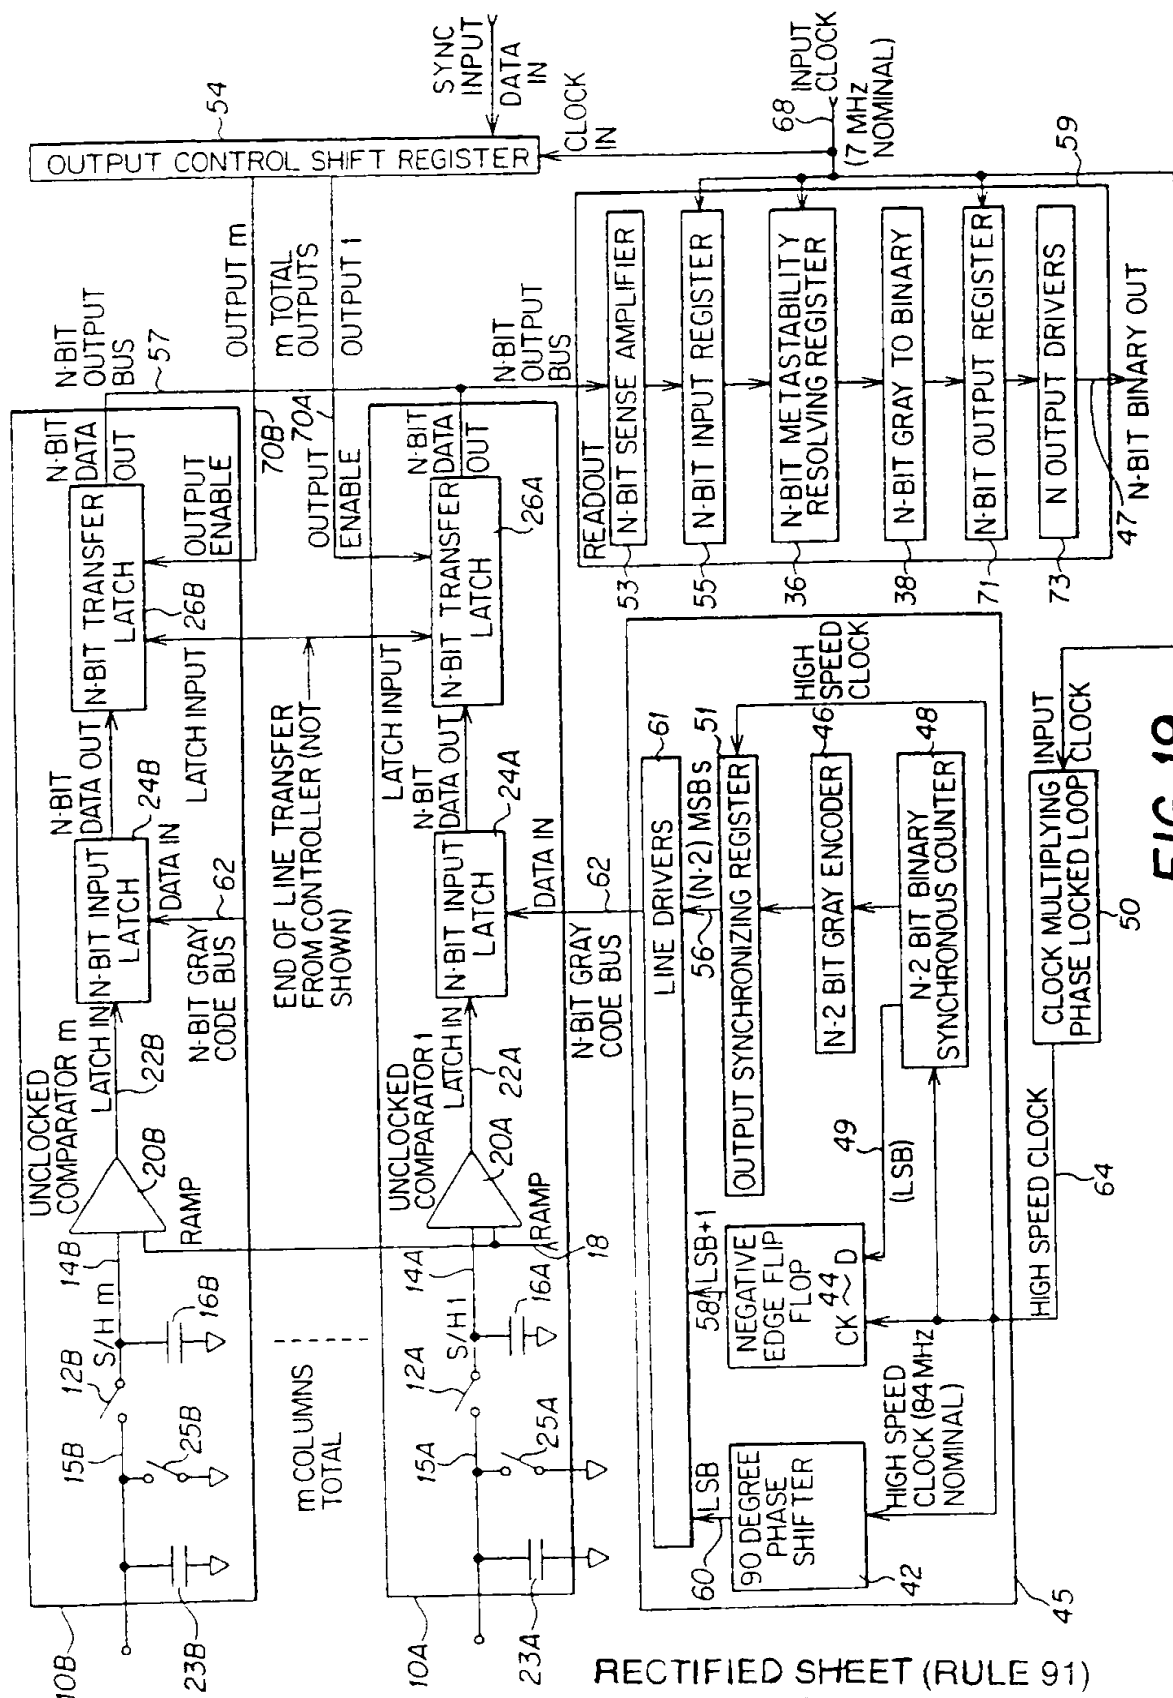 10B
23B
15B
25B
12B
S/H m
16B
14B
UNCLOCKED
COMPARATOR m
20B
RAMP
LATCH IN
22B
N-BIT INPUT
LATCH
24B
DATA IN
N-BIT GRAY
CODE BUS
62
N-BIT
DATA OUT
N-BIT TRANSFER
LATCH
26B
LATCH INPUT
OUTPUT
ENABLE
N-BIT
DATA
OUT
N-BIT
OUTPUT
BUS
57
70B
m COLUMNS
TOTAL
END OF LINE TRANSFER
FROM CONTROLLER (NOT
SHOWN)
OUTPUT m
m TOTAL
OUTPUTS
OUTPUT 1
70A
OUTPUT CONTROL SHIFT REGISTER
54
SYNC
INPUT
DATA
IN
CLOCK
IN
10A
23A
15A
25A
12A
S/H 1
16A
14A
UNCLOCKED
COMPARATOR 1
20A
RAMP
18
LATCH IN
22A
N-BIT INPUT
LATCH
24A
DATA IN
N-BIT GRAY
CODE BUS
62
N-BIT
DATA OUT
LATCH INPUT
N-BIT TRANSFER
LATCH
26A
OUTPUT
ENABLE
N-BIT
DATA
OUT
N-BIT
OUTPUT
BUS
LINE DRIVERS
61
60
LSB
90 DEGREE
PHASE
SHIFTER
42
58
LSB+1
NEGATIVE
EDGE FLIP
FLOP
44
CK
D
56
(N-2) MSBs
51
OUTPUT SYNCHRONIZING REGISTER
HIGH
SPEED
CLOCK
N-2 BIT GRAY ENCODER
46
N-2 BIT BINARY
SYNCHRONOUS COUNTER
48
49
(LSB)
HIGH SPEED
CLOCK (84 MHz
NOMINAL)
45
HIGH SPEED CLOCK
64
CLOCK MULTIPLYING
PHASE LOCKED LOOP
50
INPUT
CLOCK
READOUT
53
N-BIT SENSE AMPLIFIER
55
N-BIT INPUT REGISTER
36
N-BIT METASTABILITY
RESOLVING REGISTER
38
N-BIT GRAY TO BINARY
71
N-BIT OUTPUT REGISTER
73
N OUTPUT DRIVERS
59
47
N-BIT BINARY OUT
68
INPUT
CLOCK
(7 MHz
NOMINAL)
RECTIFIED SHEET (RULE 91)